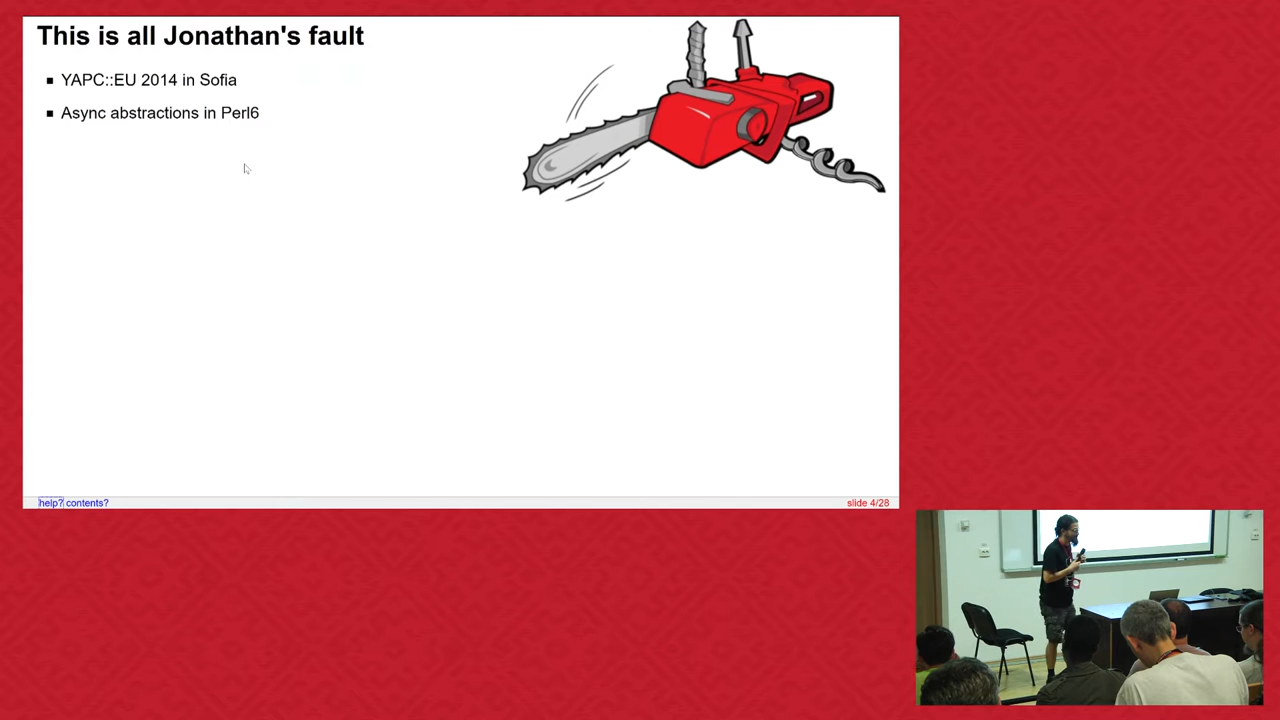 This is all Jonathan's fault
YAPC::EU 2014 in Sofia
Async abstractions in Perl6
help? contents?
slide 4/28